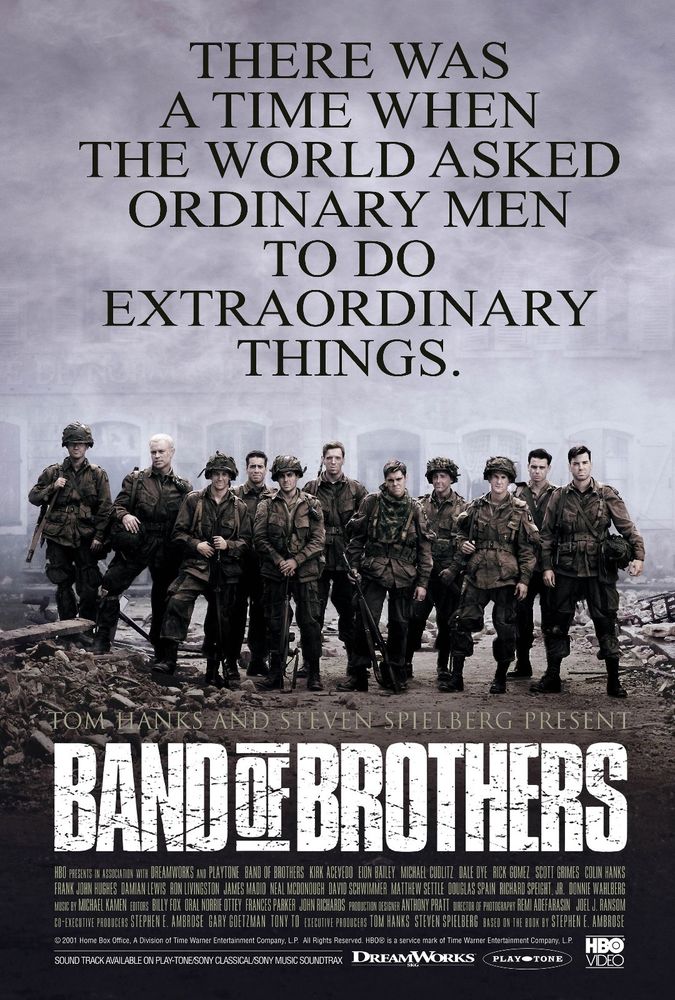 THERE WAS
A TIME WHEN
THE WORLD ASKED
ORDINARY MEN
TO DO
EXTRAORDINARY
THINGS.
TOM HANKS AND STEVEN SPIELBERG PRESENT
BAND OF BROTHERS
HBO PRESENTS IN ASSOCIATION WITH DREAMWORKS AND PLAYTONE BAND OF BROTHERS KIRK ACEVEDO EION BAILEY MICHAEL CUDLITZ DALE DYE RICK GOMEZ SCOTT GRIMES COLIN HANKS
FRANK JOHN HUGHES DAMIAN LEWIS RON LIVINGSTON JAMES MADIO NEAL MCDONOUGH DAVID SCHWIMMER MATTHEW SETTLE DOUGLAS SPAIN RICHARD SPEIGHT, JR. DONNIE WAHLBERG
MUSIC BY MICHAEL KAMEN EDITORS BILLY FOX ORAL NORRIE OTTEY FRANCES PARKER JOHN RICHARDS PRODUCTION DESIGNER ANTHONY PRATT DIRECTOR OF PHOTOGRAPHY REMI ADEFARASIN JOEL J. RANSOM
CO-EXECUTIVE PRODUCERS STEPHEN E. AMBROSE GARY GOETZMAN TONY TO EXECUTIVE PRODUCERS TOM HANKS STEVEN SPIELBERG BASED ON THE BOOK BY STEPHEN E. AMBROSE
© 2001 Home Box Office, A Division of Time Warner Entertainment Company, L.P. All Rights Reserved. HBO® is a service mark of Time Warner Entertainment Company, L.P.
SOUND TRACK AVAILABLE ON PLAY-TONE/SONY CLASSICAL/SONY MUSIC SOUNDTRAX DREAMWORKS SKG PLAY-TONE HBO VIDEO